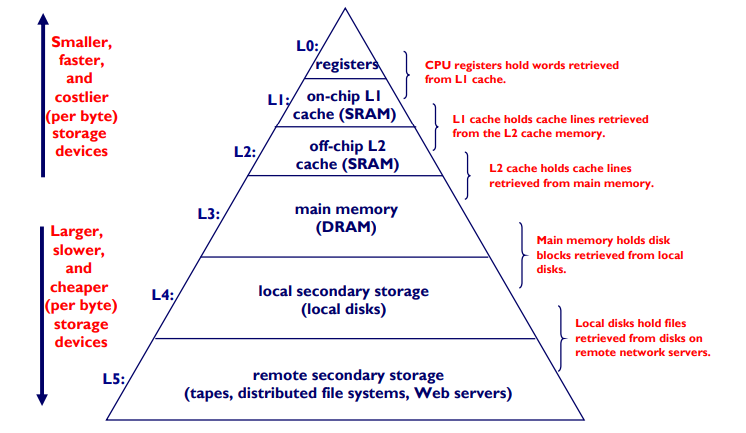 Smaller,
faster,
and
costlier
(per byte)
storage
devices
Larger,
slower,
and
cheaper
(per byte)
storage
devices
L0:
registers
CPU registers hold words retrieved
from L1 cache.
L1:
on-chip L1
cache (SRAM)
L1 cache holds cache lines retrieved
from the L2 cache memory.
L2:
off-chip L2
cache (SRAM)
L2 cache holds cache lines
retrieved from main memory.
L3:
main memory
(DRAM)
Main memory holds disk
blocks retrieved from local
disks.
L4:
local secondary storage
(local disks)
Local disks hold files
retrieved from disks on
remote network servers.
L5:
remote secondary storage
(tapes, distributed file systems, Web servers)